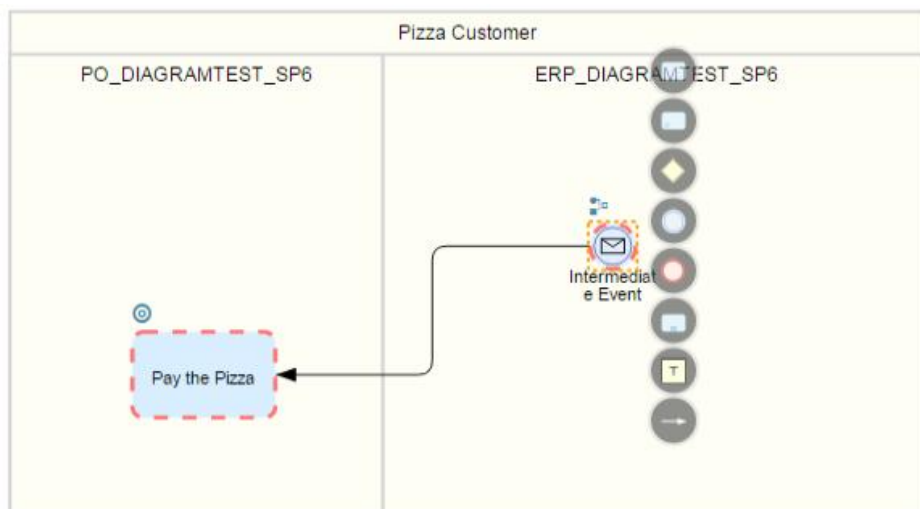 Pizza Customer
PO_DIAGRAMTEST_SP6
ERP_DIAGRAMTEST_SP6
Intermediat
e Event
Pay the Pizza
T